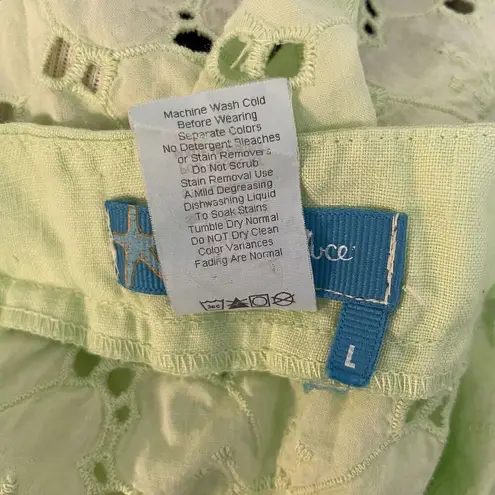 Machine Wash Cold
Before Wearing
Separate Colors
No Detergent Bleaches
or Stain Removers
Do Not Scrub
Stain Removal Use
A Mild Degreasing
Dishwashing Liquid
To Soak Stains
Tumble Dry Normal
Do NOT Dry Clean
Color Variances
Fading Are Normal
L